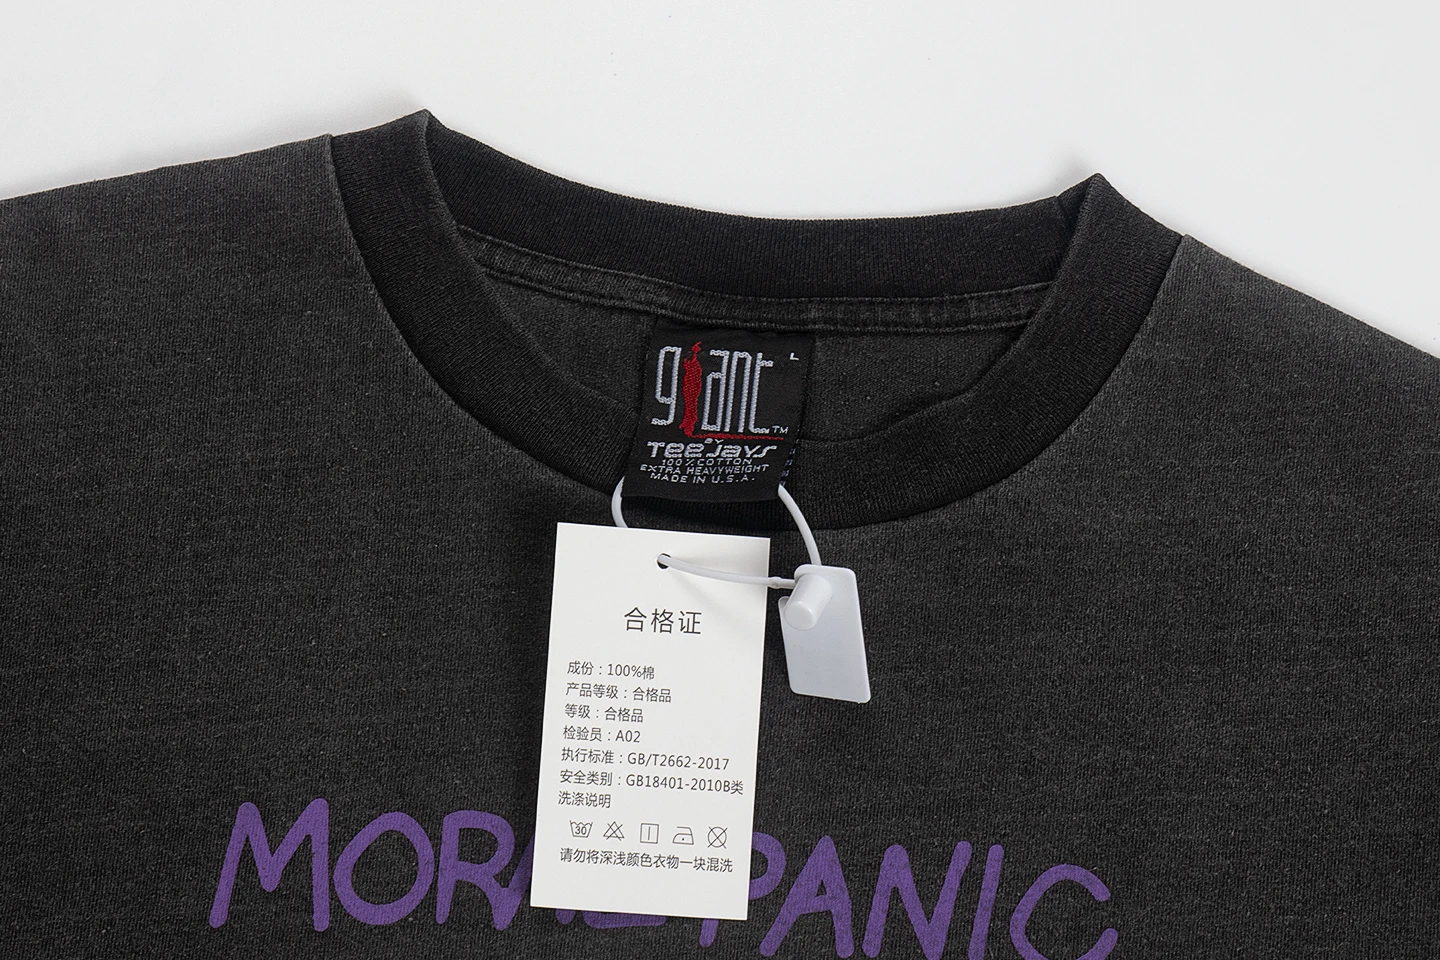 giant L
TM
BY
TEE JAYS
100% COTTON
EXTRA HEAVYWEIGHT
MADE IN U.S.A.
合格证
成份：100%棉
产品等级：合格品
等级：合格品
检验员：A02
执行标准：GB/T2662-2017
安全类别：GB18401-2010B类
洗涤说明
30
请勿将深浅颜色衣物一块混洗
MORAL PANIC